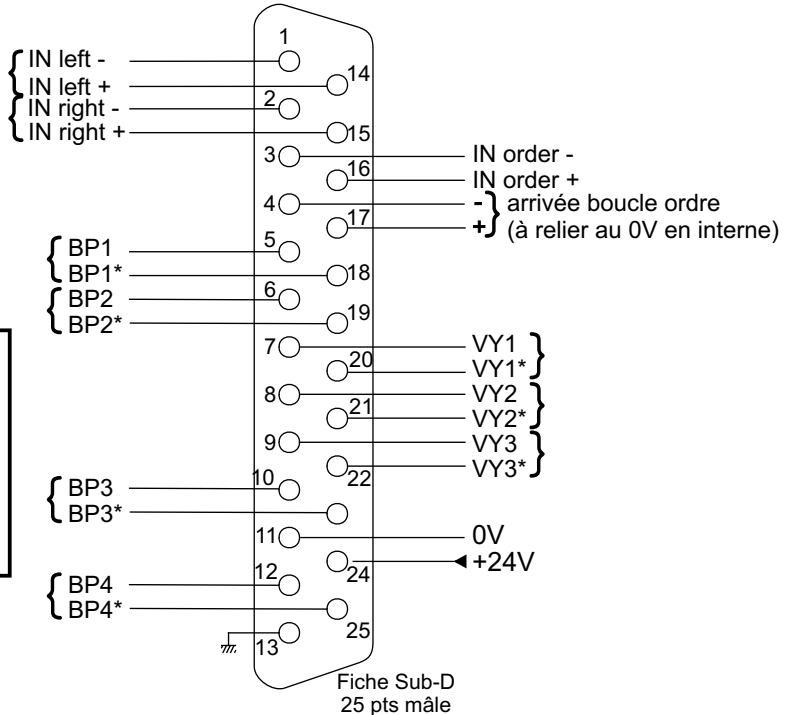 1
IN left -
14
IN left +
2
IN right -
15
IN right +
3
IN order -
16
IN order +
4
- arrivée boucle ordre
17
+ (à relier au 0V en interne)
5
BP1
18
BP1*
6
BP2
19
BP2*
7
VY1
20
VY1*
8
VY2
21
VY2*
9
VY3
22
VY3*
10
BP3
BP3*
11
0V
24
+24V
12
BP4
25
BP4*
13
Fiche Sub-D
25 pts mâle